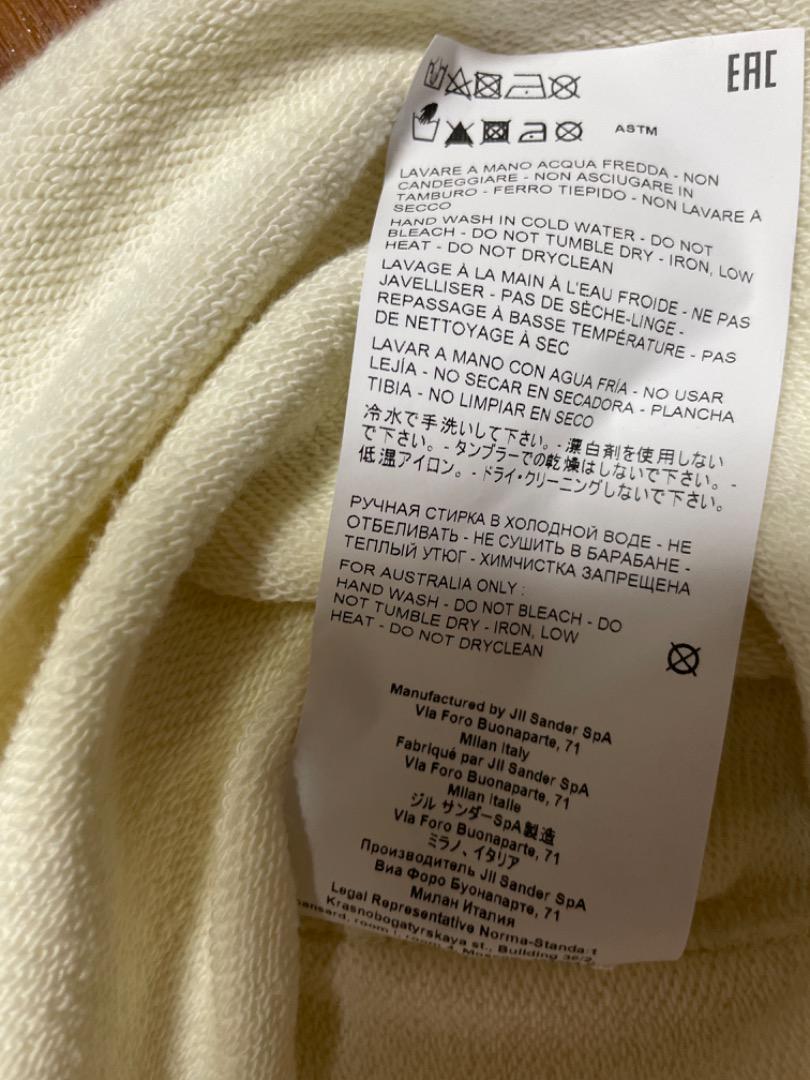 EAC
ASTM
LAVARE A MANO ACQUA FREDDA - NON
CANDEGGIARE - NON ASCIUGARE IN
TAMBURO - FERRO TIEPIDO - NON LAVARE A
SECCO
HAND WASH IN COLD WATER - DO NOT
BLEACH - DO NOT TUMBLE DRY - IRON, LOW
HEAT - DO NOT DRYCLEAN
LAVAGE À LA MAIN À L'EAU FROIDE - NE PAS
JAVELLISER - PAS DE SÈCHE-LINGE -
REPASSAGE À BASSE TEMPÉRATURE - PAS
DE NETTOYAGE À SEC
LAVAR A MANO CON AGUA FRÍA - NO USAR
LEJÍA - NO SECAR EN SECADORA - PLANCHA
TIBIA - NO LIMPIAR EN SECO
冷水で手洗いして下さい。- 漂白剤を使用しない
で下さい。- タンブラーでの乾燥はしないで下さい。-
低温アイロン。- ドライ・クリーニングしないで下さい。
РУЧНАЯ СТИРКА В ХОЛОДНОЙ ВОДЕ - НЕ
ОТБЕЛИВАТЬ - НЕ СУШИТЬ В БАРАБАНЕ -
ТЕПЛЫЙ УТЮГ - ХИМЧИСТКА ЗАПРЕЩЕНА
FOR AUSTRALIA ONLY :
HAND WASH - DO NOT BLEACH - DO
NOT TUMBLE DRY - IRON, LOW
HEAT - DO NOT DRYCLEAN
Manufactured by Jil Sander SpA
Via Foro Buonaparte, 71
Milan Italy
Fabriqué par Jil Sander SpA
Via Foro Buonaparte, 71
Milan Italie
ジル サンダーSpA製造
Via Foro Buonaparte, 71
ミラノ、イタリア
Производитель Jil Sander SpA
Виа Форо Буонапарте, 71
Милан Италия
Legal Representative Norma-Standa
Krasnobogatyrskaya st., Building
room